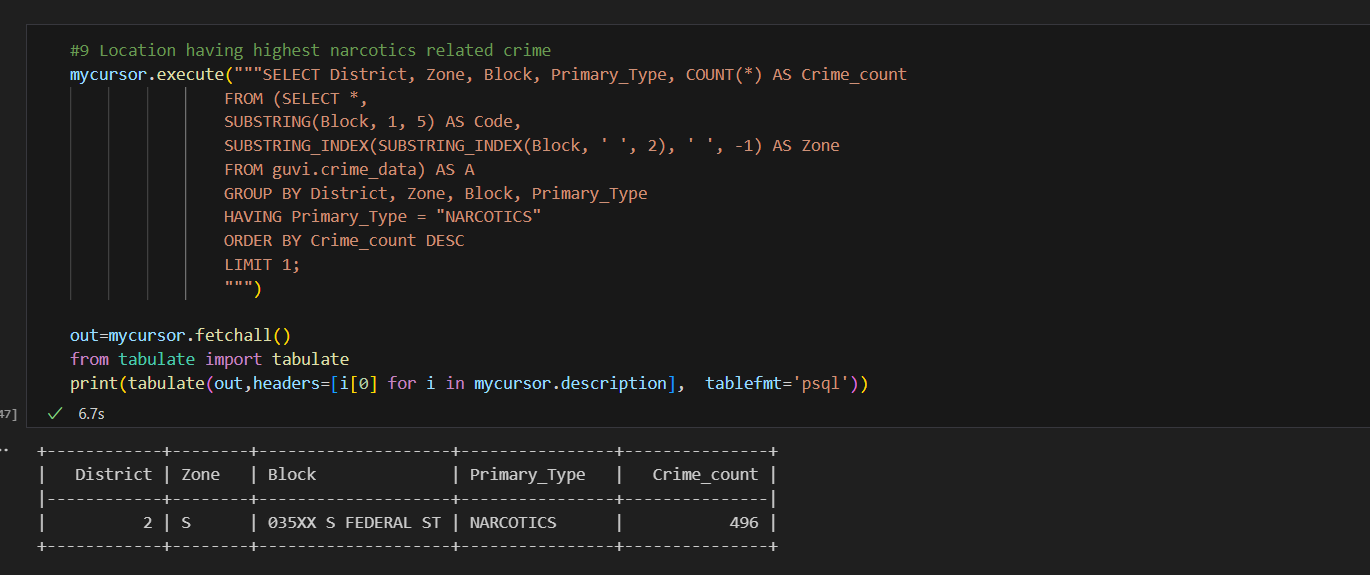 #9 Location having highest narcotics related crime
mycursor.execute("""SELECT District, Zone, Block, Primary_Type, COUNT(*) AS Crime_count
FROM (SELECT *,
SUBSTRING(Block, 1, 5) AS Code,
SUBSTRING_INDEX(SUBSTRING_INDEX(Block, ' ', 2), ' ', -1) AS Zone
FROM guvi.crime_data) AS A
GROUP BY District, Zone, Block, Primary_Type
HAVING Primary_Type = "NARCOTICS"
ORDER BY Crime_count DESC
LIMIT 1;
""")
out=mycursor.fetchall()
from tabulate import tabulate
print(tabulate(out,headers=[i[0] for i in mycursor.description],  tablefmt='psql'))
47] ✓ 6.7s
+------------+--------+--------------------+----------------+---------------+
|   District | Zone   | Block              | Primary_Type   |   Crime_count |
|------------+--------+--------------------+----------------+---------------|
|          2 | S      | 035XX S FEDERAL ST | NARCOTICS      |           496 |
+------------+--------+--------------------+----------------+---------------+